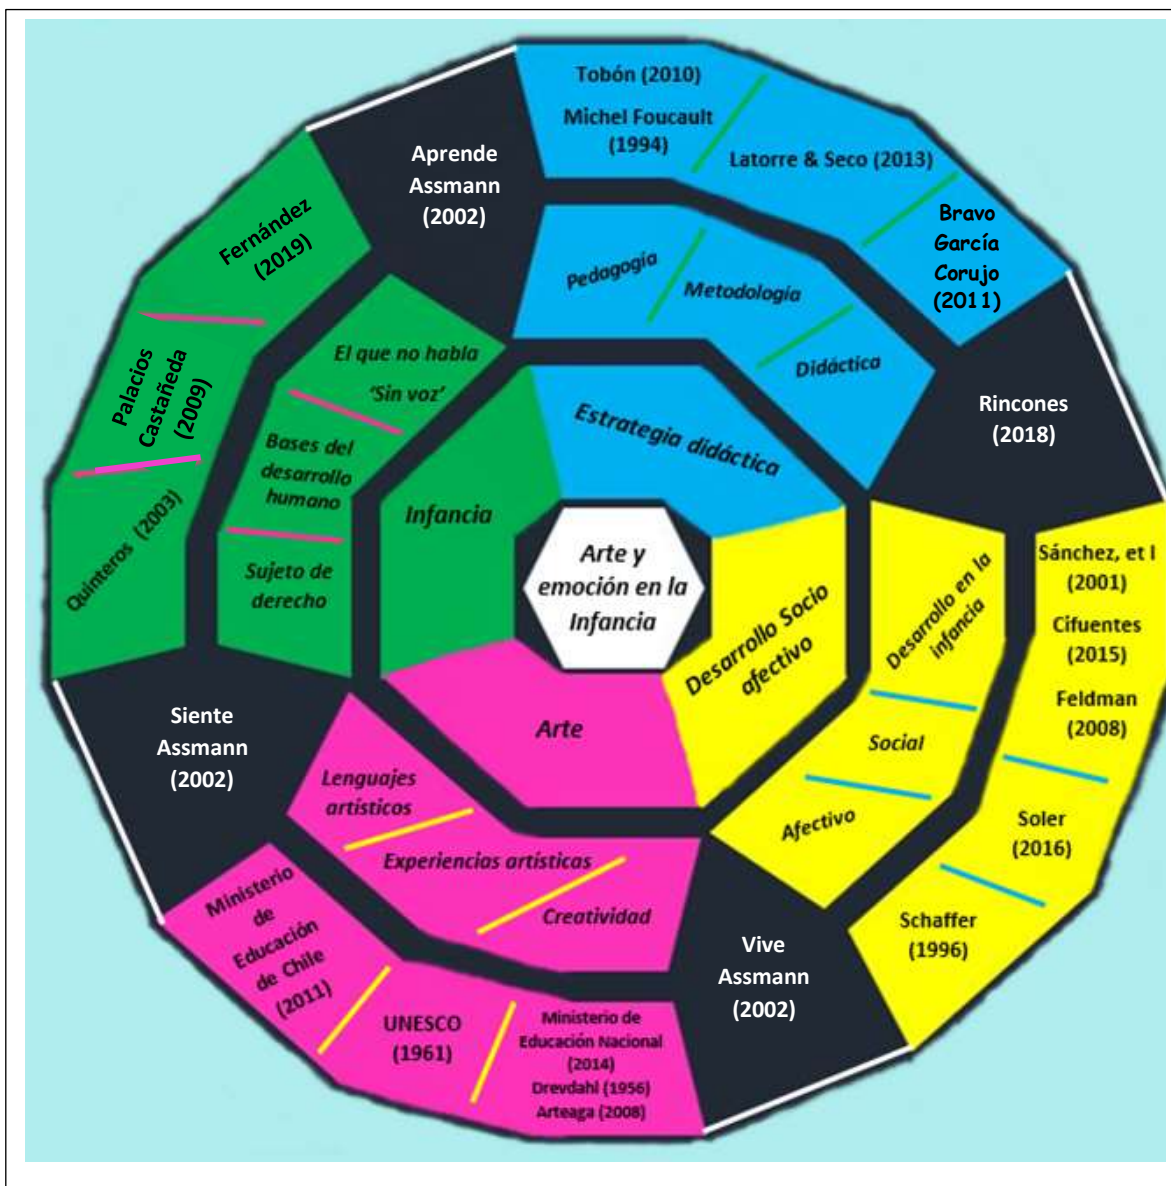 Tobón (2010)
Michel Foucault
(1994)
Latorre & Seco (2013)
Bravo
García
Corujo
(2011)
Aprende
Assmann
(2002)
Fernández
(2019)
Palacios
Castañeda
(2009)
Quinteros (2003)
Pedagogía
Metodología
Didáctica
Rincones
(2018)
El que no habla
'Sin voz'
Bases del
desarrollo
humano
Sujeto de
derecho
Estrategia didáctica
Infancia
Arte y
emoción en la
Infancia
Desarrollo Socio
afectivo
Arte
Desarrollo en la
infancia
Social
Afectivo
Sánchez, et I
(2001)
Cifuentes
(2015)
Feldman
(2008)
Soler
(2016)
Schaffer
(1996)
Siente
Assmann
(2002)
Lenguajes
artísticos
Experiencias artísticas
Creatividad
Vive
Assmann
(2002)
Ministerio
de
Educación
de Chile
(2011)
UNESCO
(1961)
Ministerio de
Educación Nacional
(2014)
Drevdahl (1956)
Arteaga (2008)